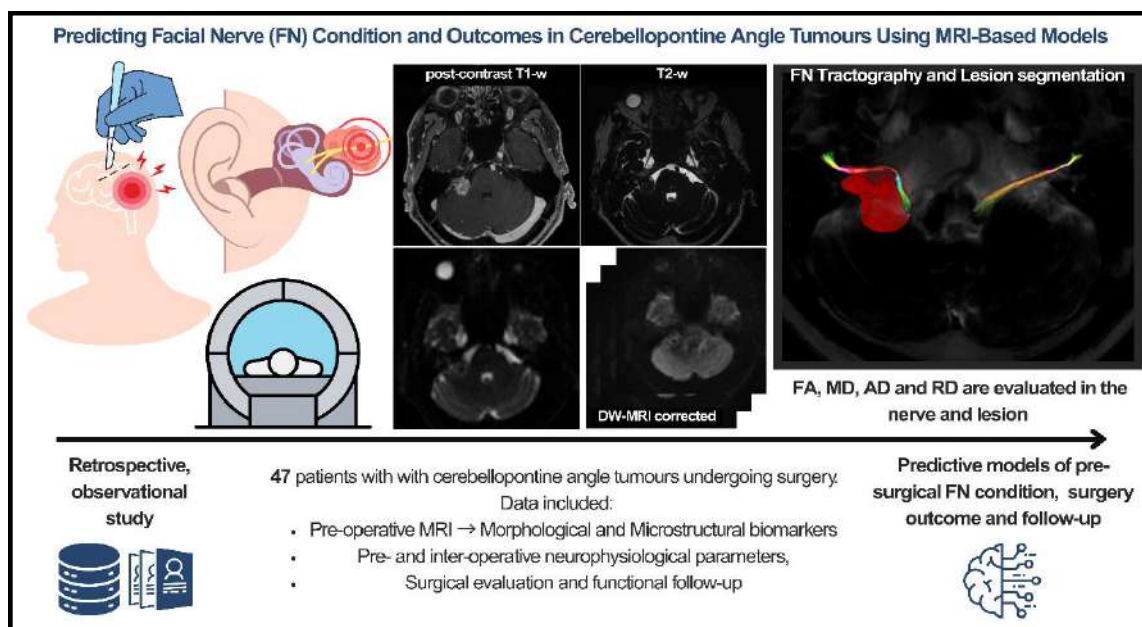 Predicting Facial Nerve (FN) Condition and Outcomes in Cerebellopontine Angle Tumours Using MRI-Based Models
post-contrast T1-w
T2-w
FN Tractography and Lesion segmentation
DW-MRI corrected
FA, MD, AD and RD are evaluated in the
nerve and lesion
Retrospective,
observational
study
47 patients with with cerebellopontine angle tumours undergoing surgery.
Data included:
• Pre-operative MRI → Morphological and Microstructural biomarkers
• Pre- and inter-operative neurophysiological parameters,
• Surgical evaluation and functional follow-up
Predictive models of pre-
surgical FN condition, surgery
outcome and follow-up